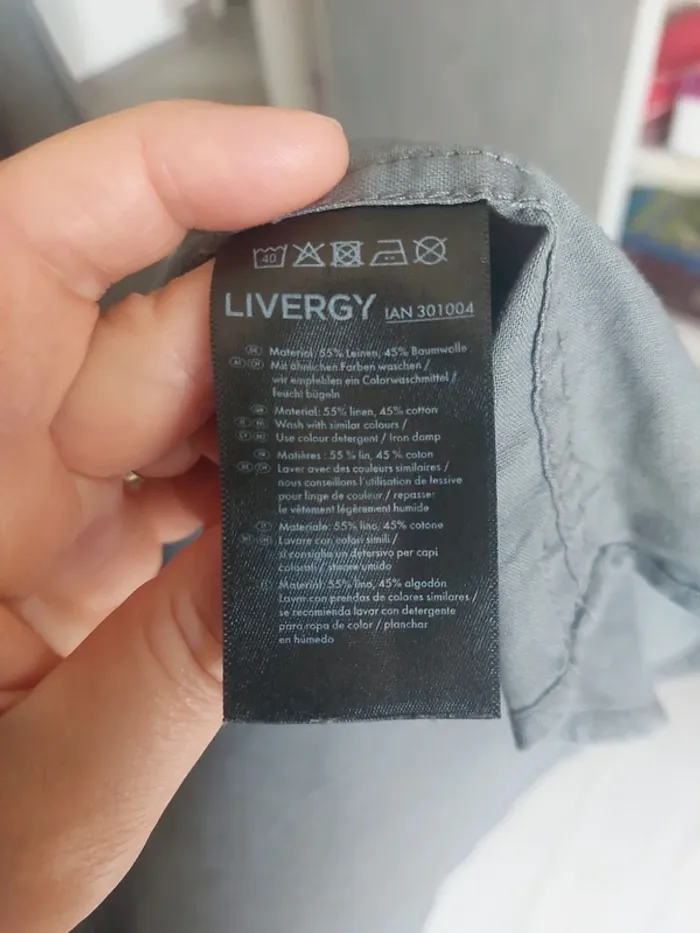 40
LIVERGY IAN 301004
Material: 55% Leinen, 45% Baumwolle
Mit ähnlichen Farben waschen /
wir empfehlen ein Colorwaschmittel /
feucht bügeln
Material: 55% linen, 45% cotton
Wash with similar colours /
Use colour detergent / Iron damp
Matières: 55% lin, 45% coton
Laver avec des couleurs similaires /
nous conseillons l'utilisation de lessive
pour linge de couleur / repasser
le vêtement légèrement humide
Materiale: 55% lino, 45% cotone
Lavare con colori simili /
si consiglia un detersivo per capi
colorati / stirare umido
Material: 55% lino, 45% algodón
Lavar con prendas de colores similares /
se recomienda lavar con detergente
para ropa de color / planchar
en húmedo